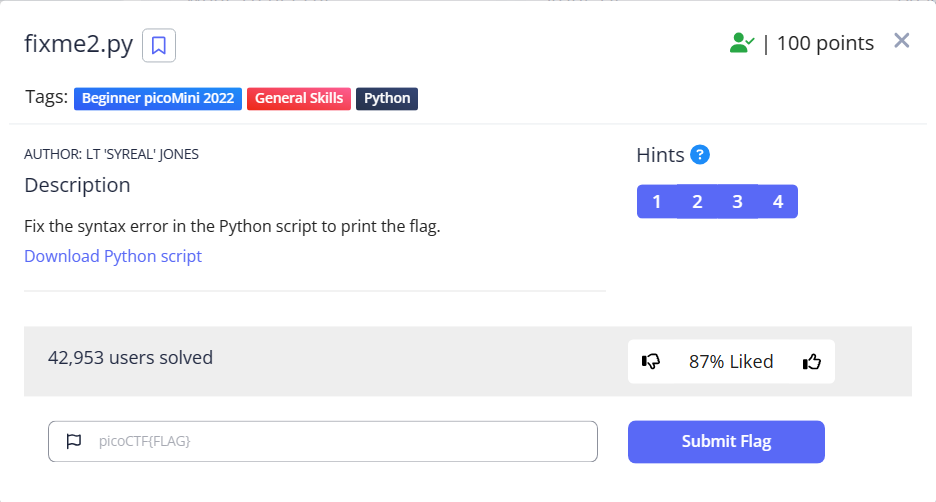 fixme2.py
| 100 points
Tags: Beginner picoMini 2022 General Skills Python
AUTHOR: LT 'SYREAL' JONES
Hints ?
Description
1 2 3 4
Fix the syntax error in the Python script to print the flag.
Download Python script
42,953 users solved
87% Liked
picoCTF{FLAG}
Submit Flag